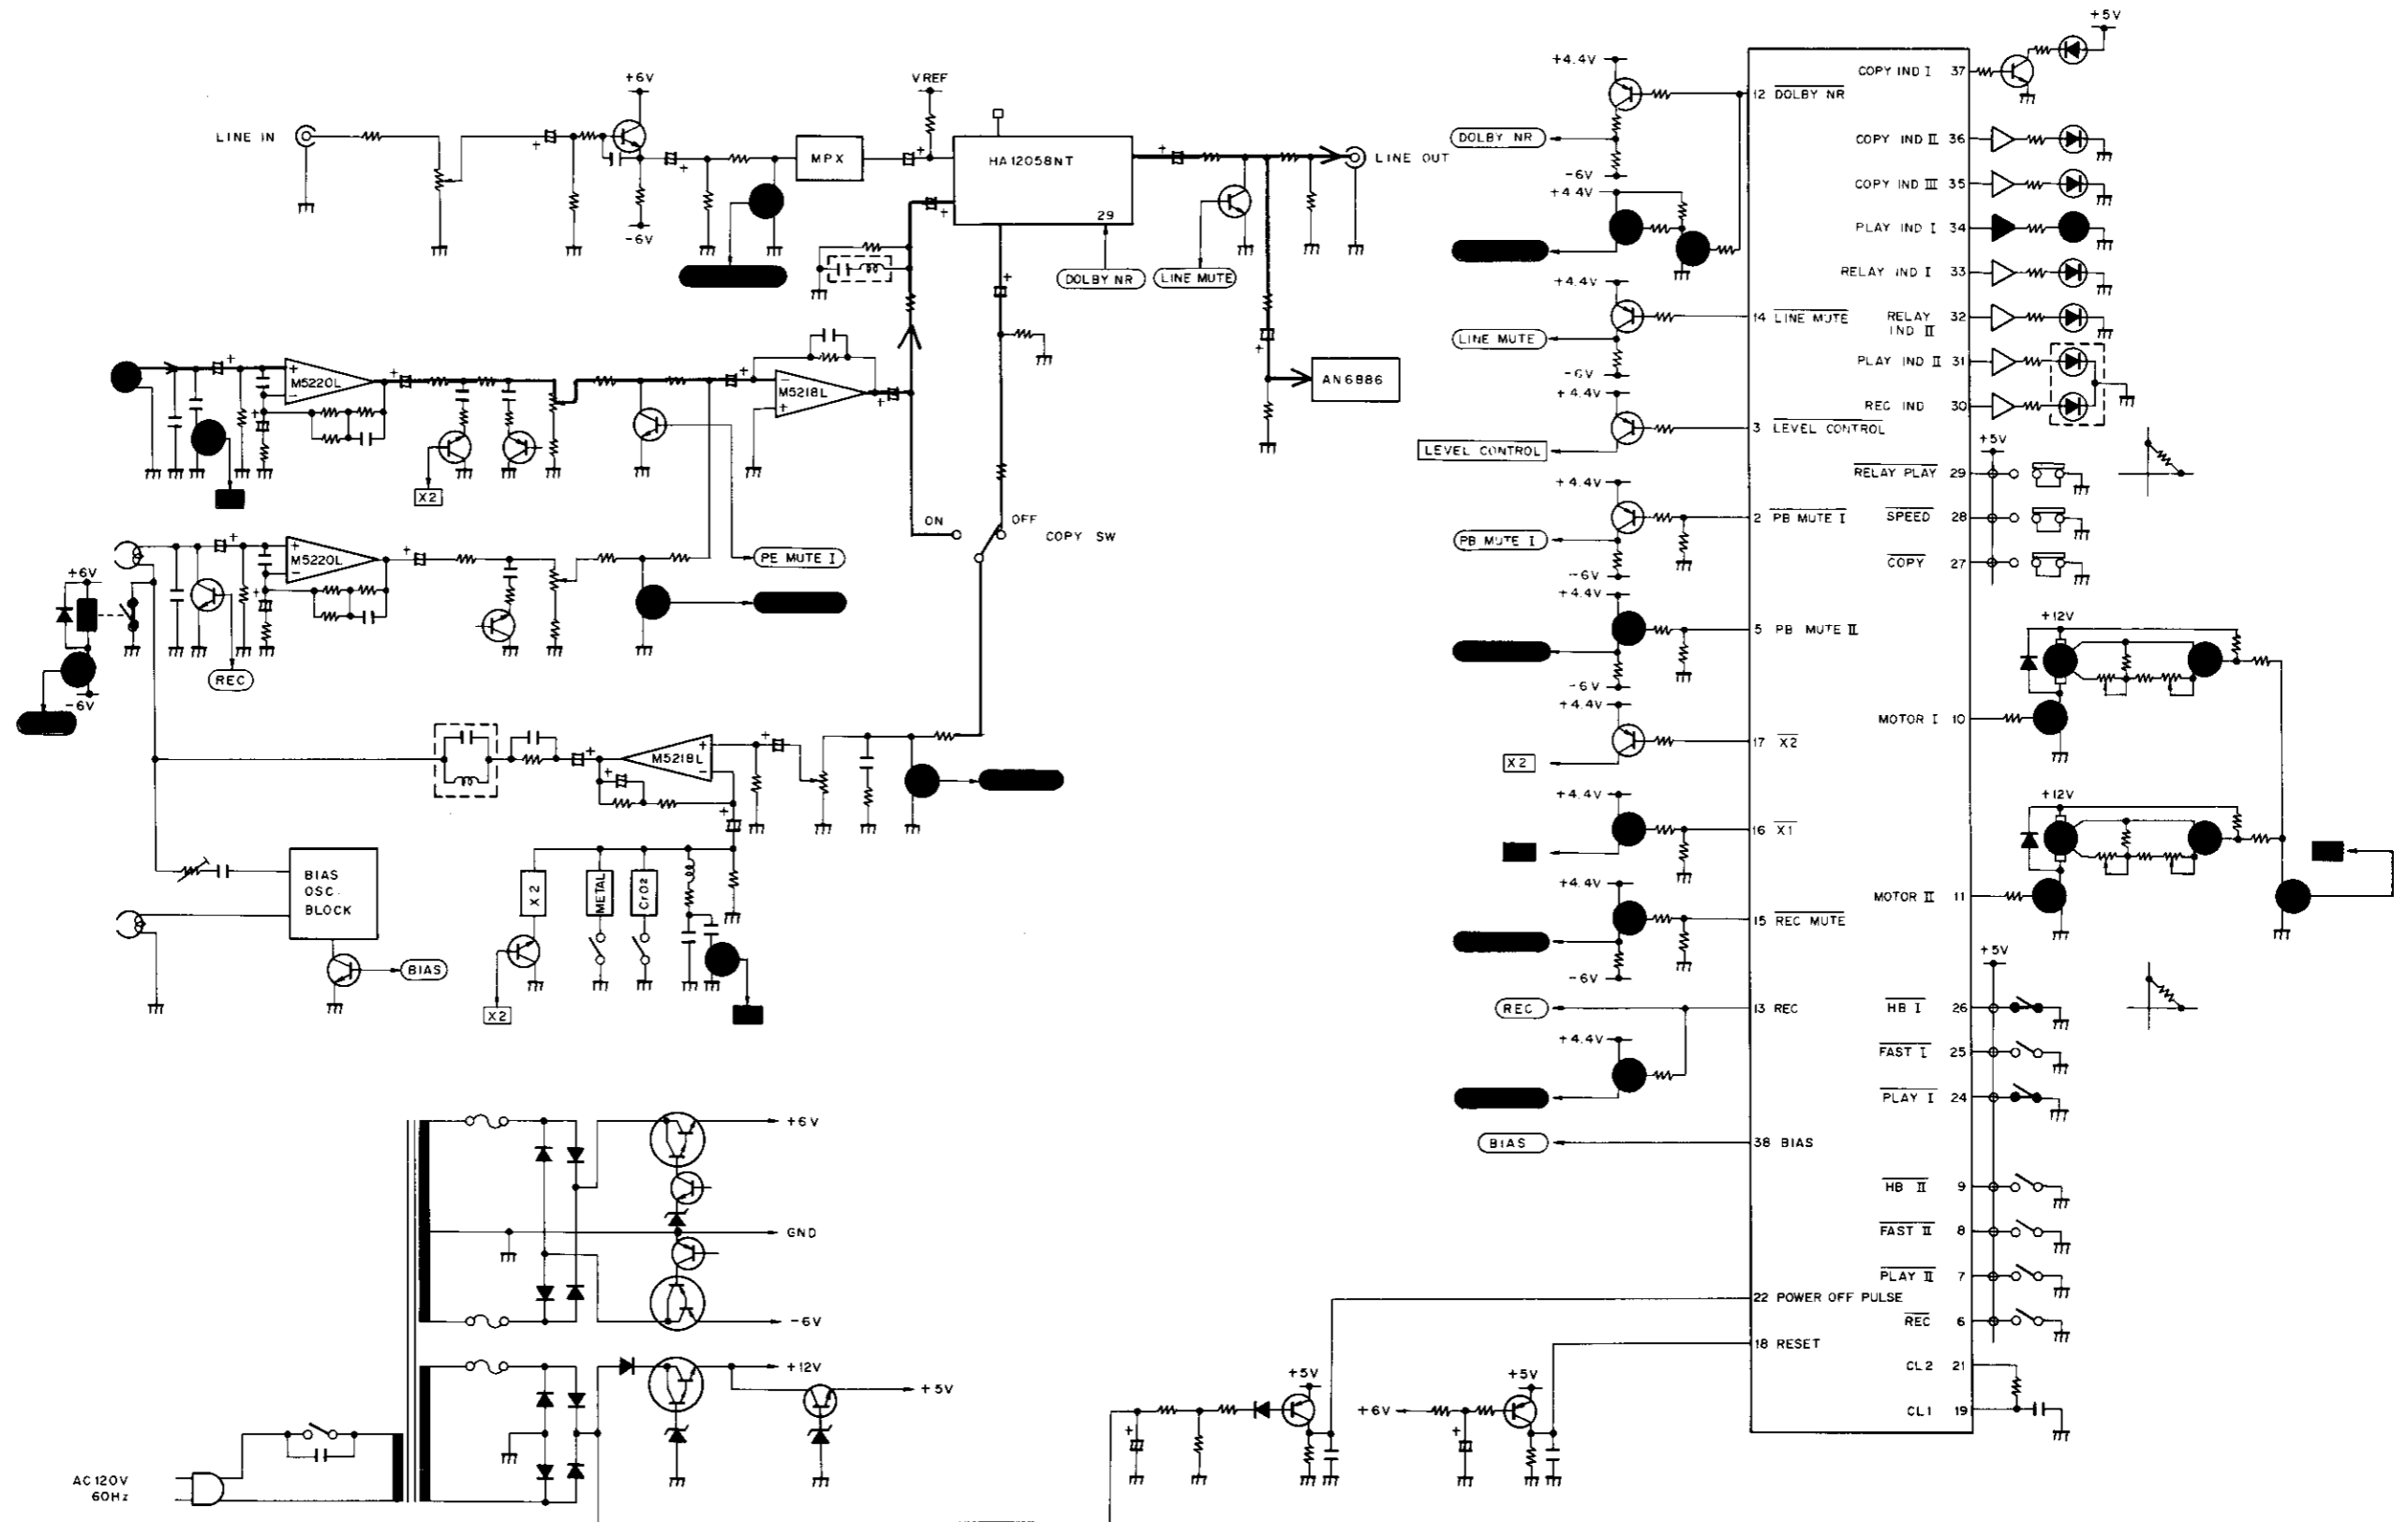 LINE IN
+6V
-6V
MPX
VREF
HA12058NT
29
DOLBY NR
LINE MUTE
LINE OUT
AN6886
M5220L
X2
M5218L
ON
OFF
COPY SW
PE MUTE I
M5220L
+6V
-6V
REC
M5218L
BIAS
OSC.
BLOCK
BIAS
X2
METAL
CrO2
X2
+6V
GND
-6V
+12V
+5V
AC120V
60Hz
+5V
+6V
+5V
+4.4V
DOLBY NR
-6V
+4.4V
+4.4V
LINE MUTE
-6V
+4.4V
LEVEL CONTROL
+4.4V
PB MUTE I
-6V
+4.4V
-6V
+4.4V
X2
+4.4V
+4.4V
-6V
REC
+4.4V
BIAS
12 DOLBY NR
14 LINE MUTE
3 LEVEL CONTROL
2 PB MUTE I
5 PB MUTE II
17 X2
16 X1
15 REC MUTE
13 REC
38 BIAS
22 POWER OFF PULSE
18 RESET
+5V
COPY IND I 37
COPY IND II 36
COPY IND III 35
PLAY IND I 34
RELAY IND I 33
RELAY 32
IND II
PLAY IND II 31
REC IND 30
+5V
RELAY PLAY 29
SPEED 28
COPY 27
+12V
MOTOR I 10
+12V
MOTOR II 11
+5V
HB I 26
FAST I 25
PLAY I 24
HB II 9
FAST II 8
PLAY II 7
REC 6
CL2 21
CL1 19